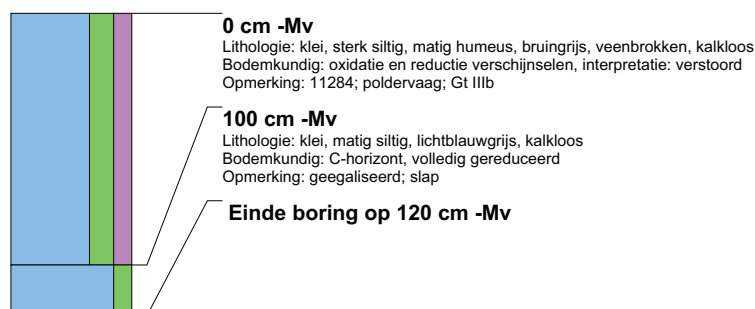 0 cm -Mv
Lithologie: klei, sterk siltig, matig humeus, bruingrijs, veenbrokken, kalkloos
Bodemkundig: oxidatie en reductie verschijnselen, interpretatie: verstoord
Opmerking: 11284; poldervaag; Gt IIIb
100 cm -Mv
Lithologie: klei, matig siltig, lichtblauwgrijs, kalkloos
Bodemkundig: C-horizont, volledig gereduceerd
Opmerking: geegaliseerd; slap
Einde boring op 120 cm -Mv